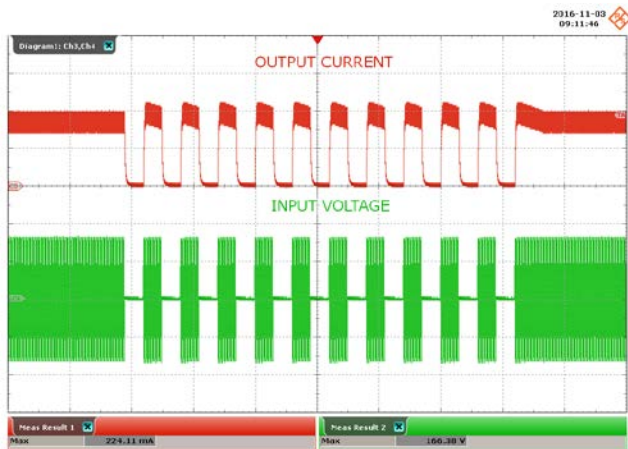 2016-11-03
09:11:46
Diagram1: Ch3,Ch4
OUTPUT CURRENT
INPUT VOLTAGE
Meas Result 1
Meas Result 2
Max 224.11 mA
Max 166.38 V